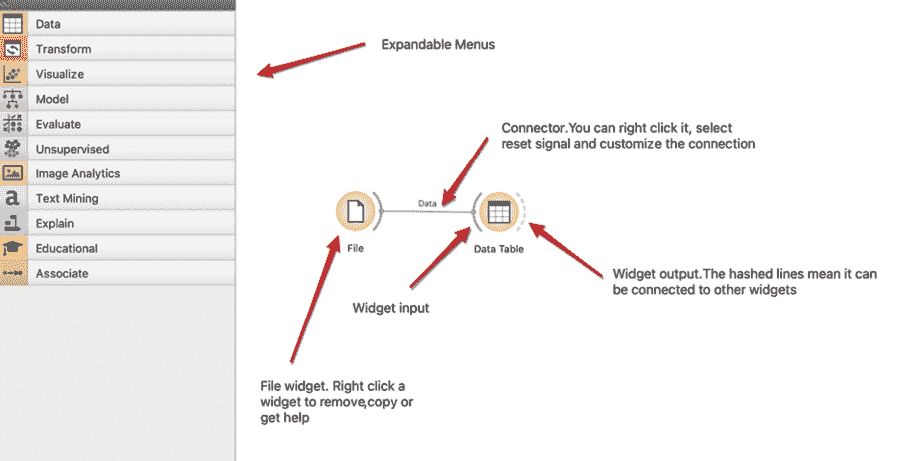 Data
Transform
Visualize
Model
Evaluate
Unsupervised
Image Analytics
Text Mining
Explain
Educational
Associate
Expandable Menus
Connector.You can right click it, select
reset signal and customize the connection
Data
File
Data Table
Widget input
Widget output.The hashed lines mean it can
be connected to other widgets
File widget. Right click a
widget to remove,copy or
get help